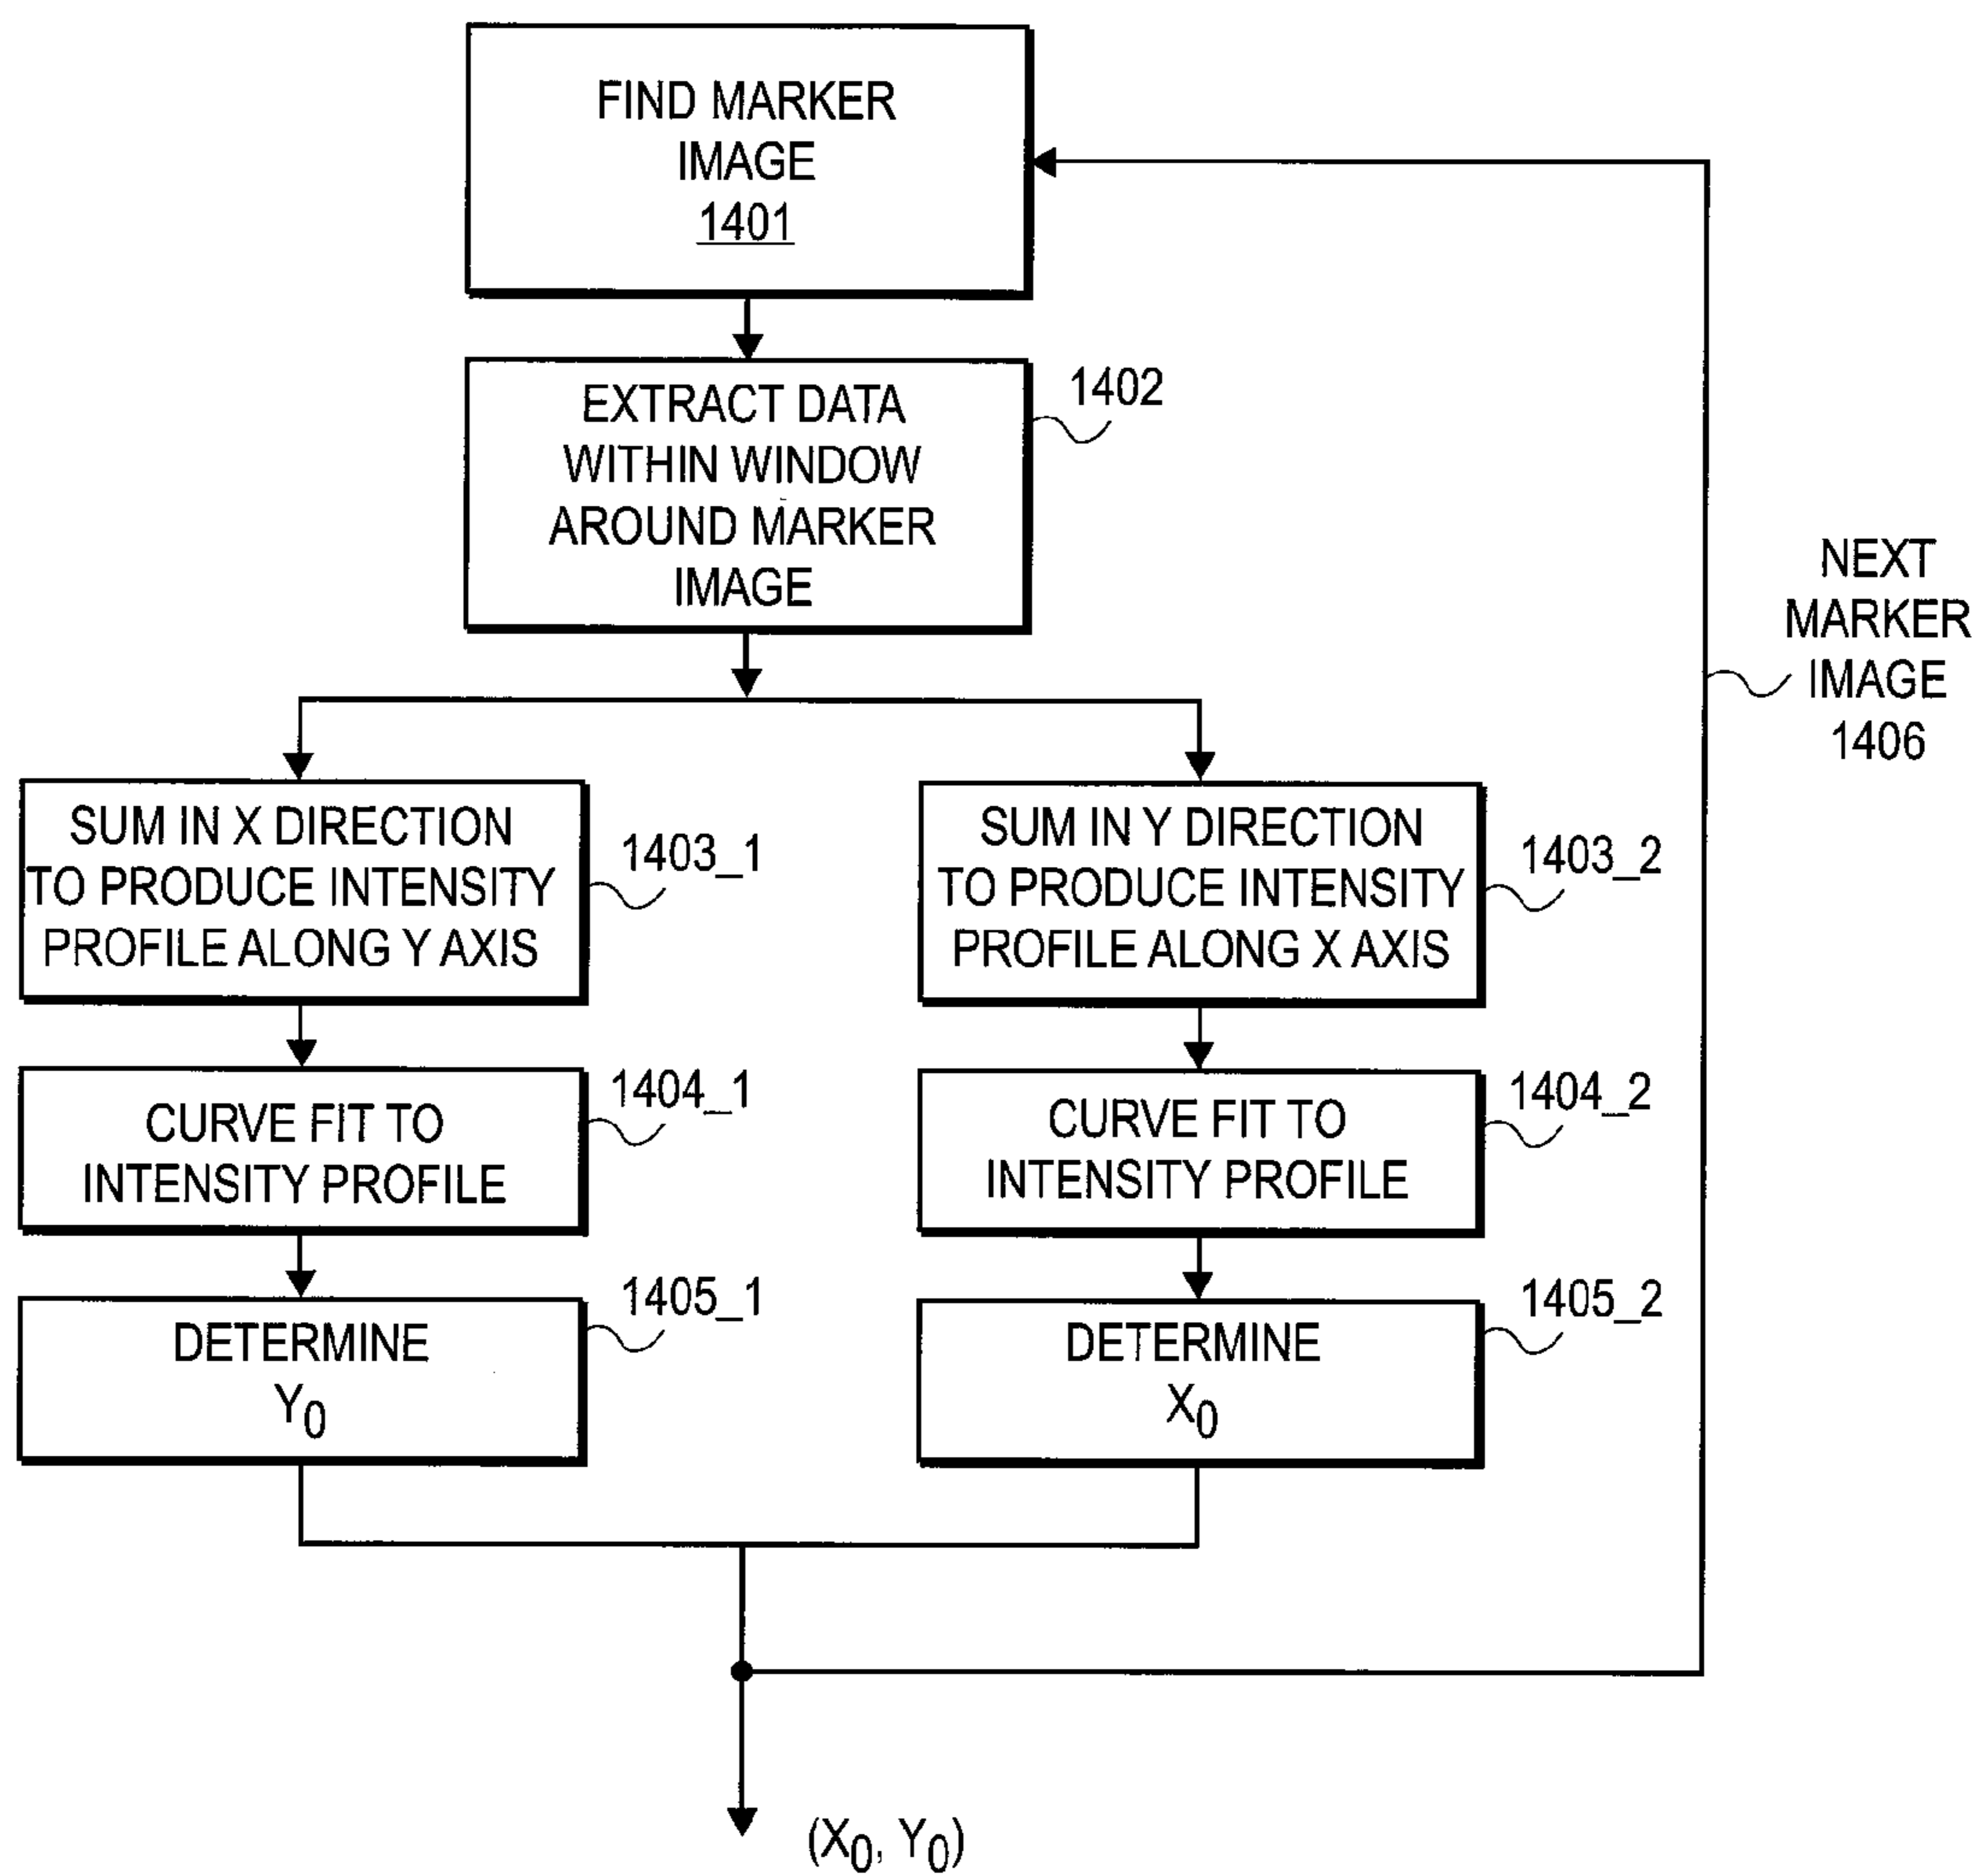 FIND MARKER
IMAGE
1401
EXTRACT DATA
WITHIN WINDOW
AROUND MARKER
IMAGE
1402
NEXT
MARKER
IMAGE
1406
SUM IN X DIRECTION
TO PRODUCE INTENSITY
PROFILE ALONG Y AXIS
1403_1
SUM IN Y DIRECTION
TO PRODUCE INTENSITY
PROFILE ALONG X AXIS
1403_2
CURVE FIT TO
INTENSITY PROFILE
1404_1
CURVE FIT TO
INTENSITY PROFILE
1404_2
DETERMINE
Y₀
1405_1
DETERMINE
X₀
1405_2
(X₀, Y₀)